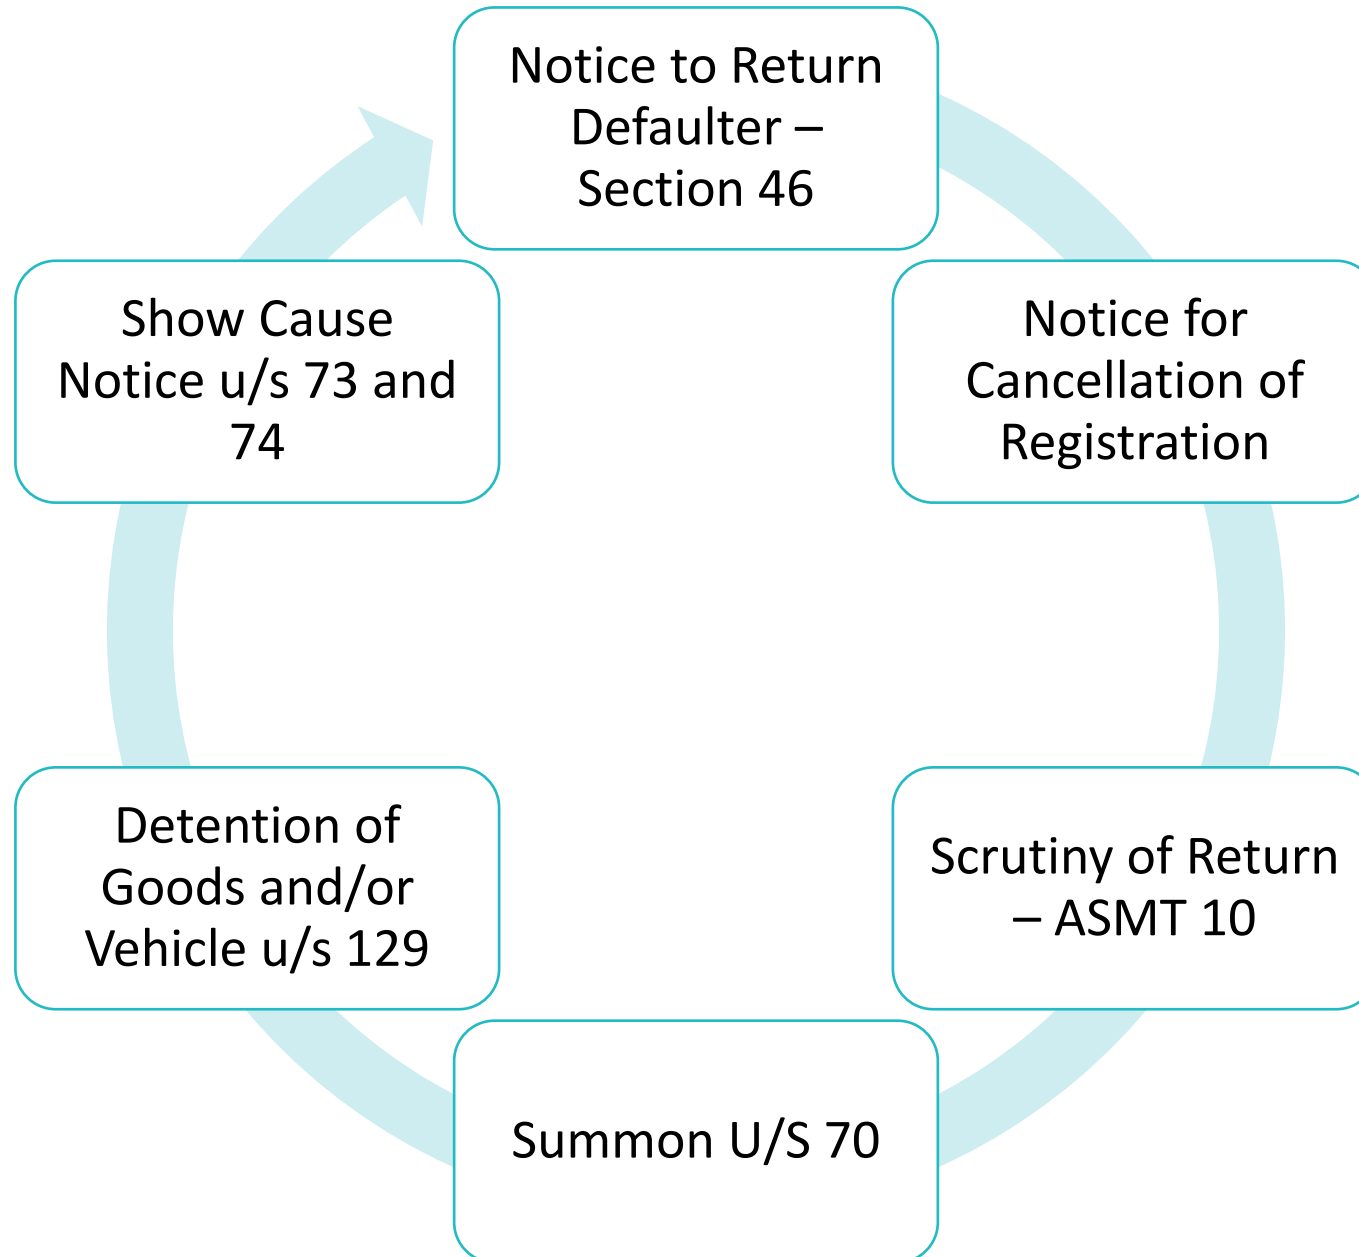 Notice to Return
Defaulter –
Section 46
Notice for
Cancellation of
Registration
Scrutiny of Return
– ASMT 10
Summon U/S 70
Detention of
Goods and/or
Vehicle u/s 129
Show Cause
Notice u/s 73 and
74